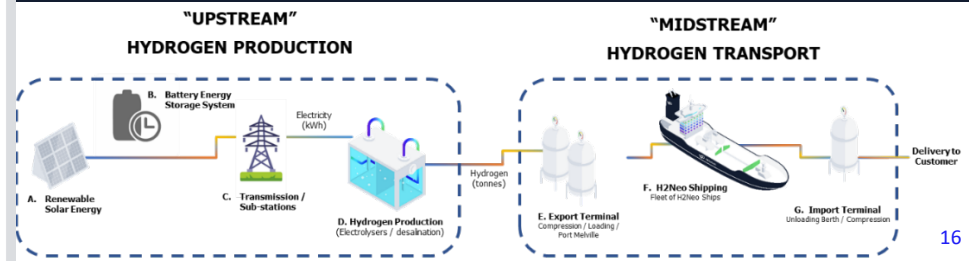 “UPSTREAM”
HYDROGEN PRODUCTION
“MIDSTREAM”
HYDROGEN TRANSPORT
B. Battery Energy
Storage System
Electricity
(kWh)
A. Renewable
Solar Energy
C. Transmission /
Sub-stations
D. Hydrogen Production
(Electrolysers / desalination)
Hydrogen
(tonnes)
E. Export Terminal
Compression / Loading /
Port Melville
F. H2Neo Shipping
Fleet of H2Neo Ships
G. Import Terminal
Unloading Berth / Compression
Delivery to
Customer
16